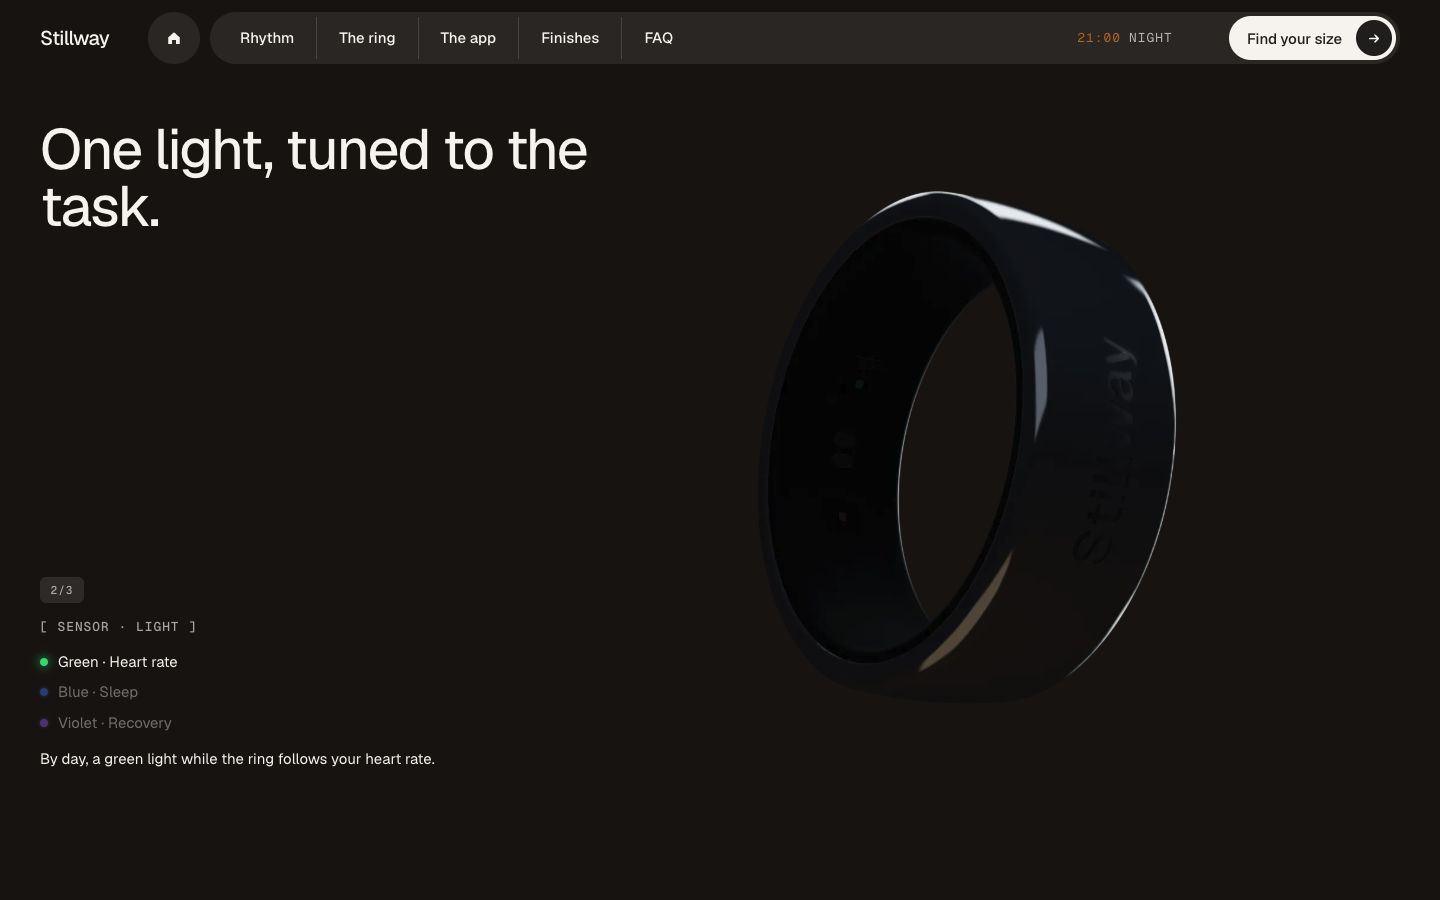 Stillway
Rhythm
The ring
The app
Finishes
FAQ
21:00 NIGHT
Find your size
One light, tuned to the
task.
Stillway
2/3
[ SENSOR · LIGHT ]
Green · Heart rate
Blue · Sleep
Violet · Recovery
By day, a green light while the ring follows your heart rate.